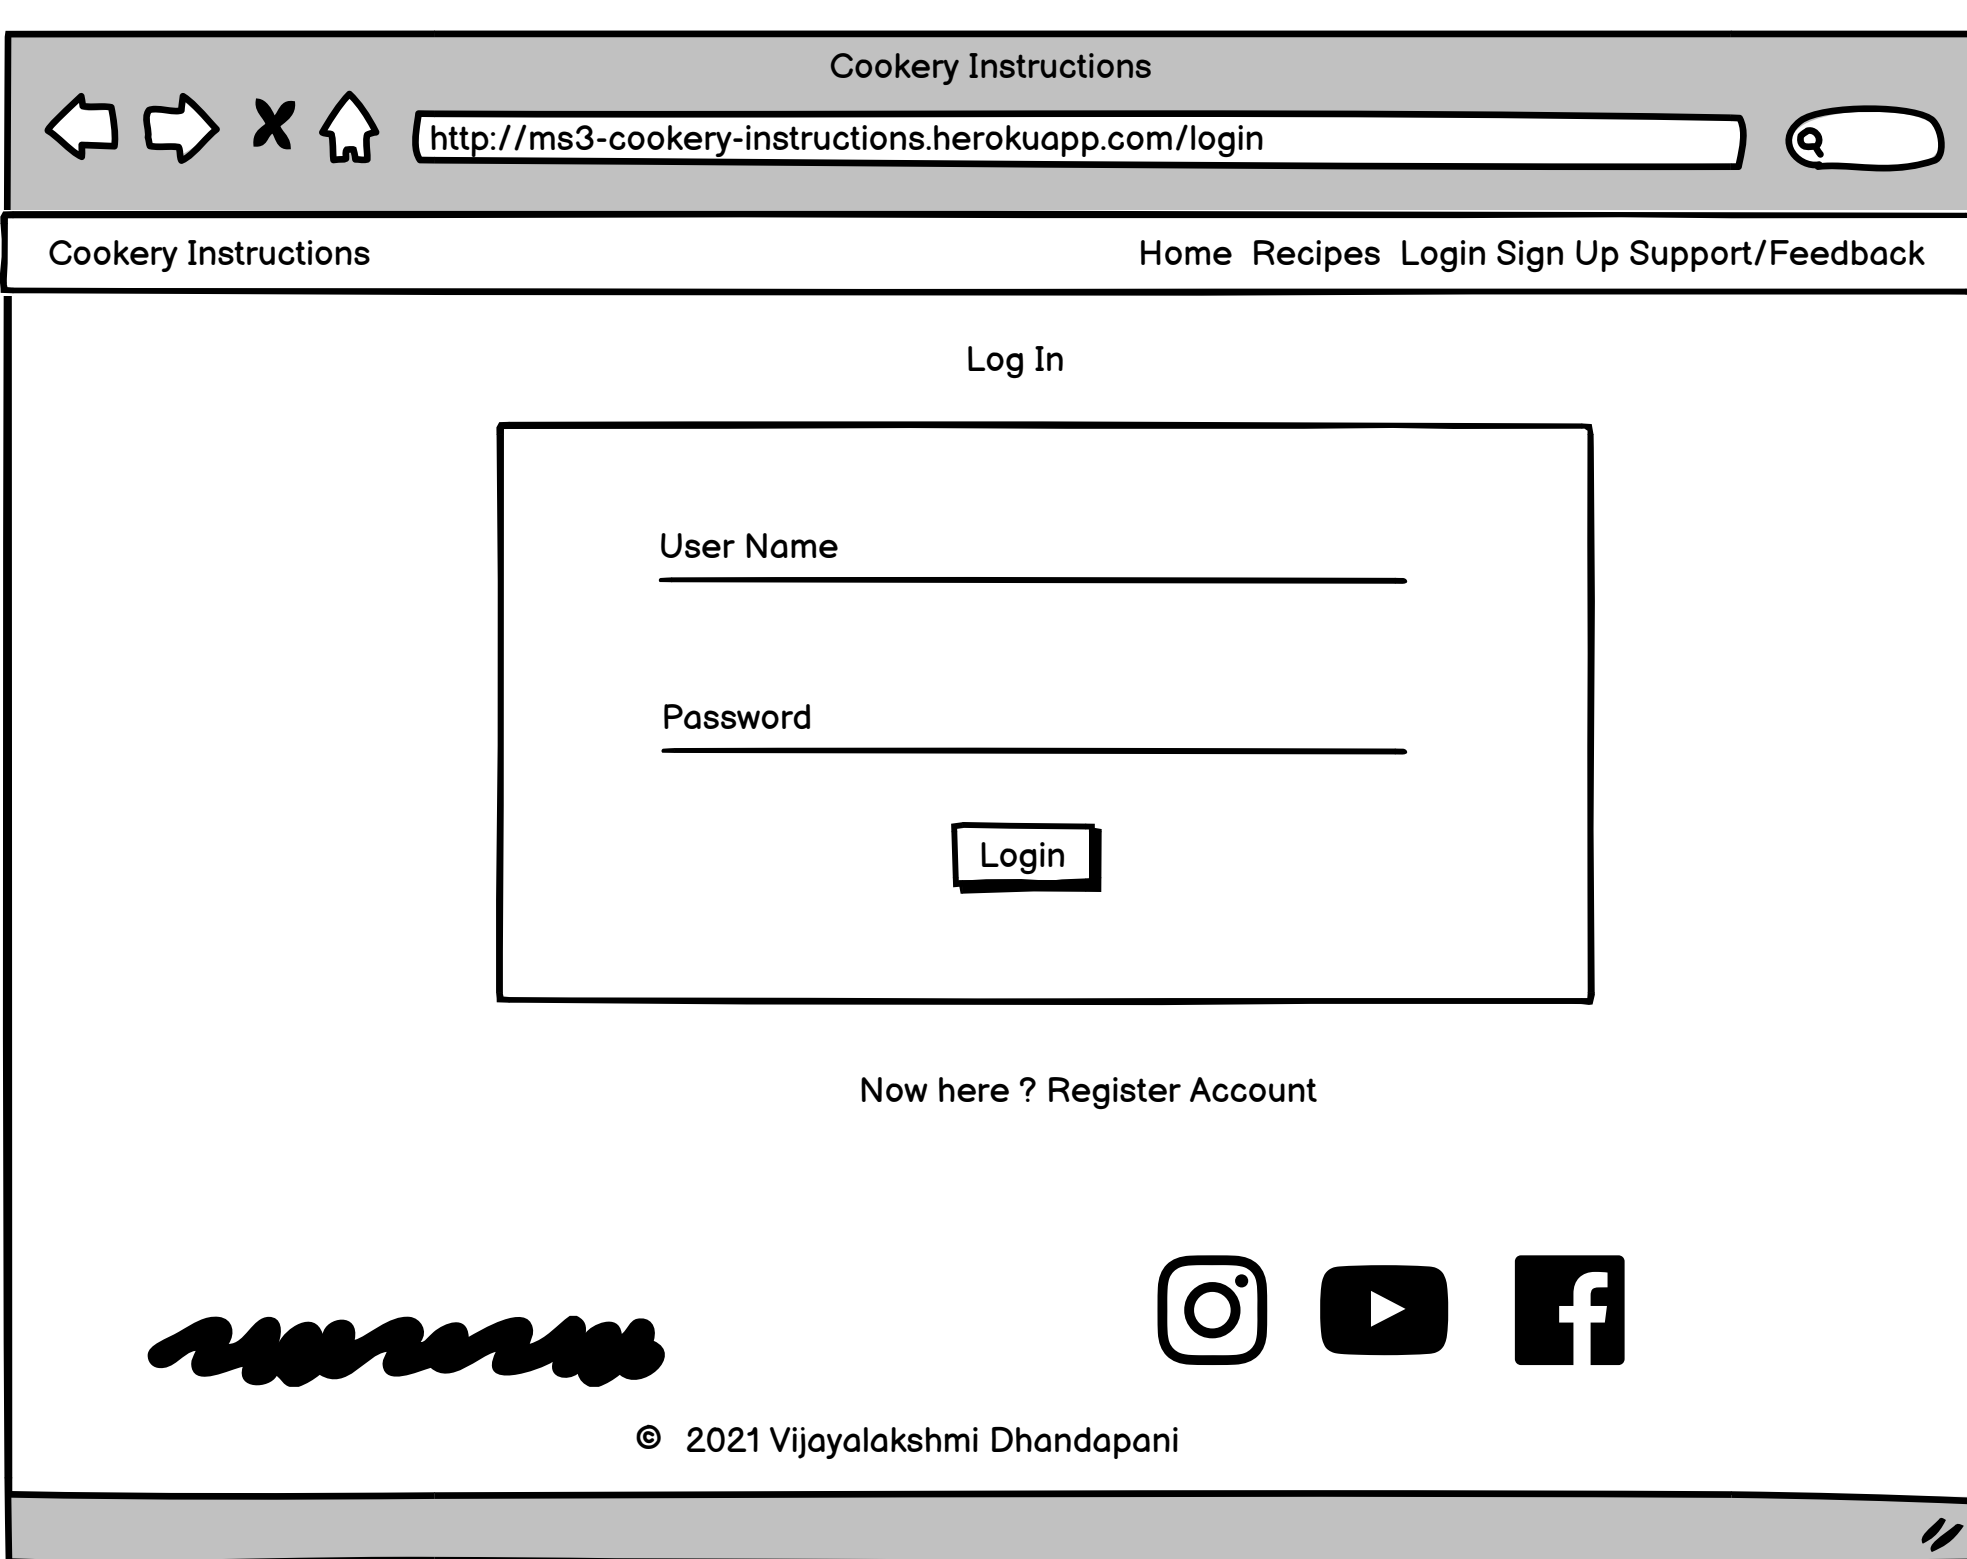 Cookery Instructions
http://ms3-cookery-instructions.herokuapp.com/login
Cookery Instructions
Home Recipes Login Sign Up Support/Feedback
Log In
User Name
Password
Login
Now here ? Register Account
© 2021 Vijayalakshmi Dhandapani